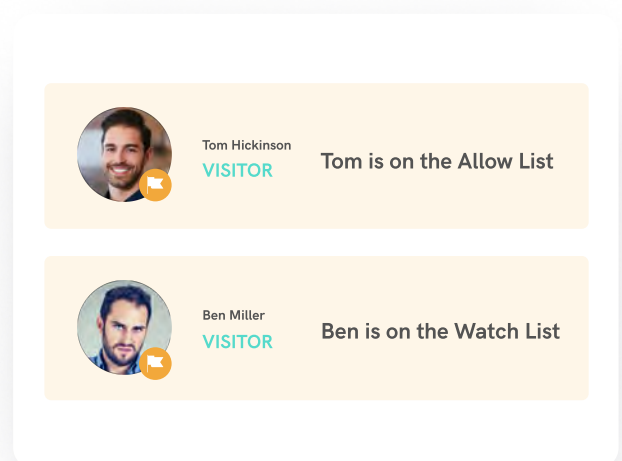 Tom Hickinson
VISITOR
Tom is on the Allow List
Ben Miller
VISITOR
Ben is on the Watch List